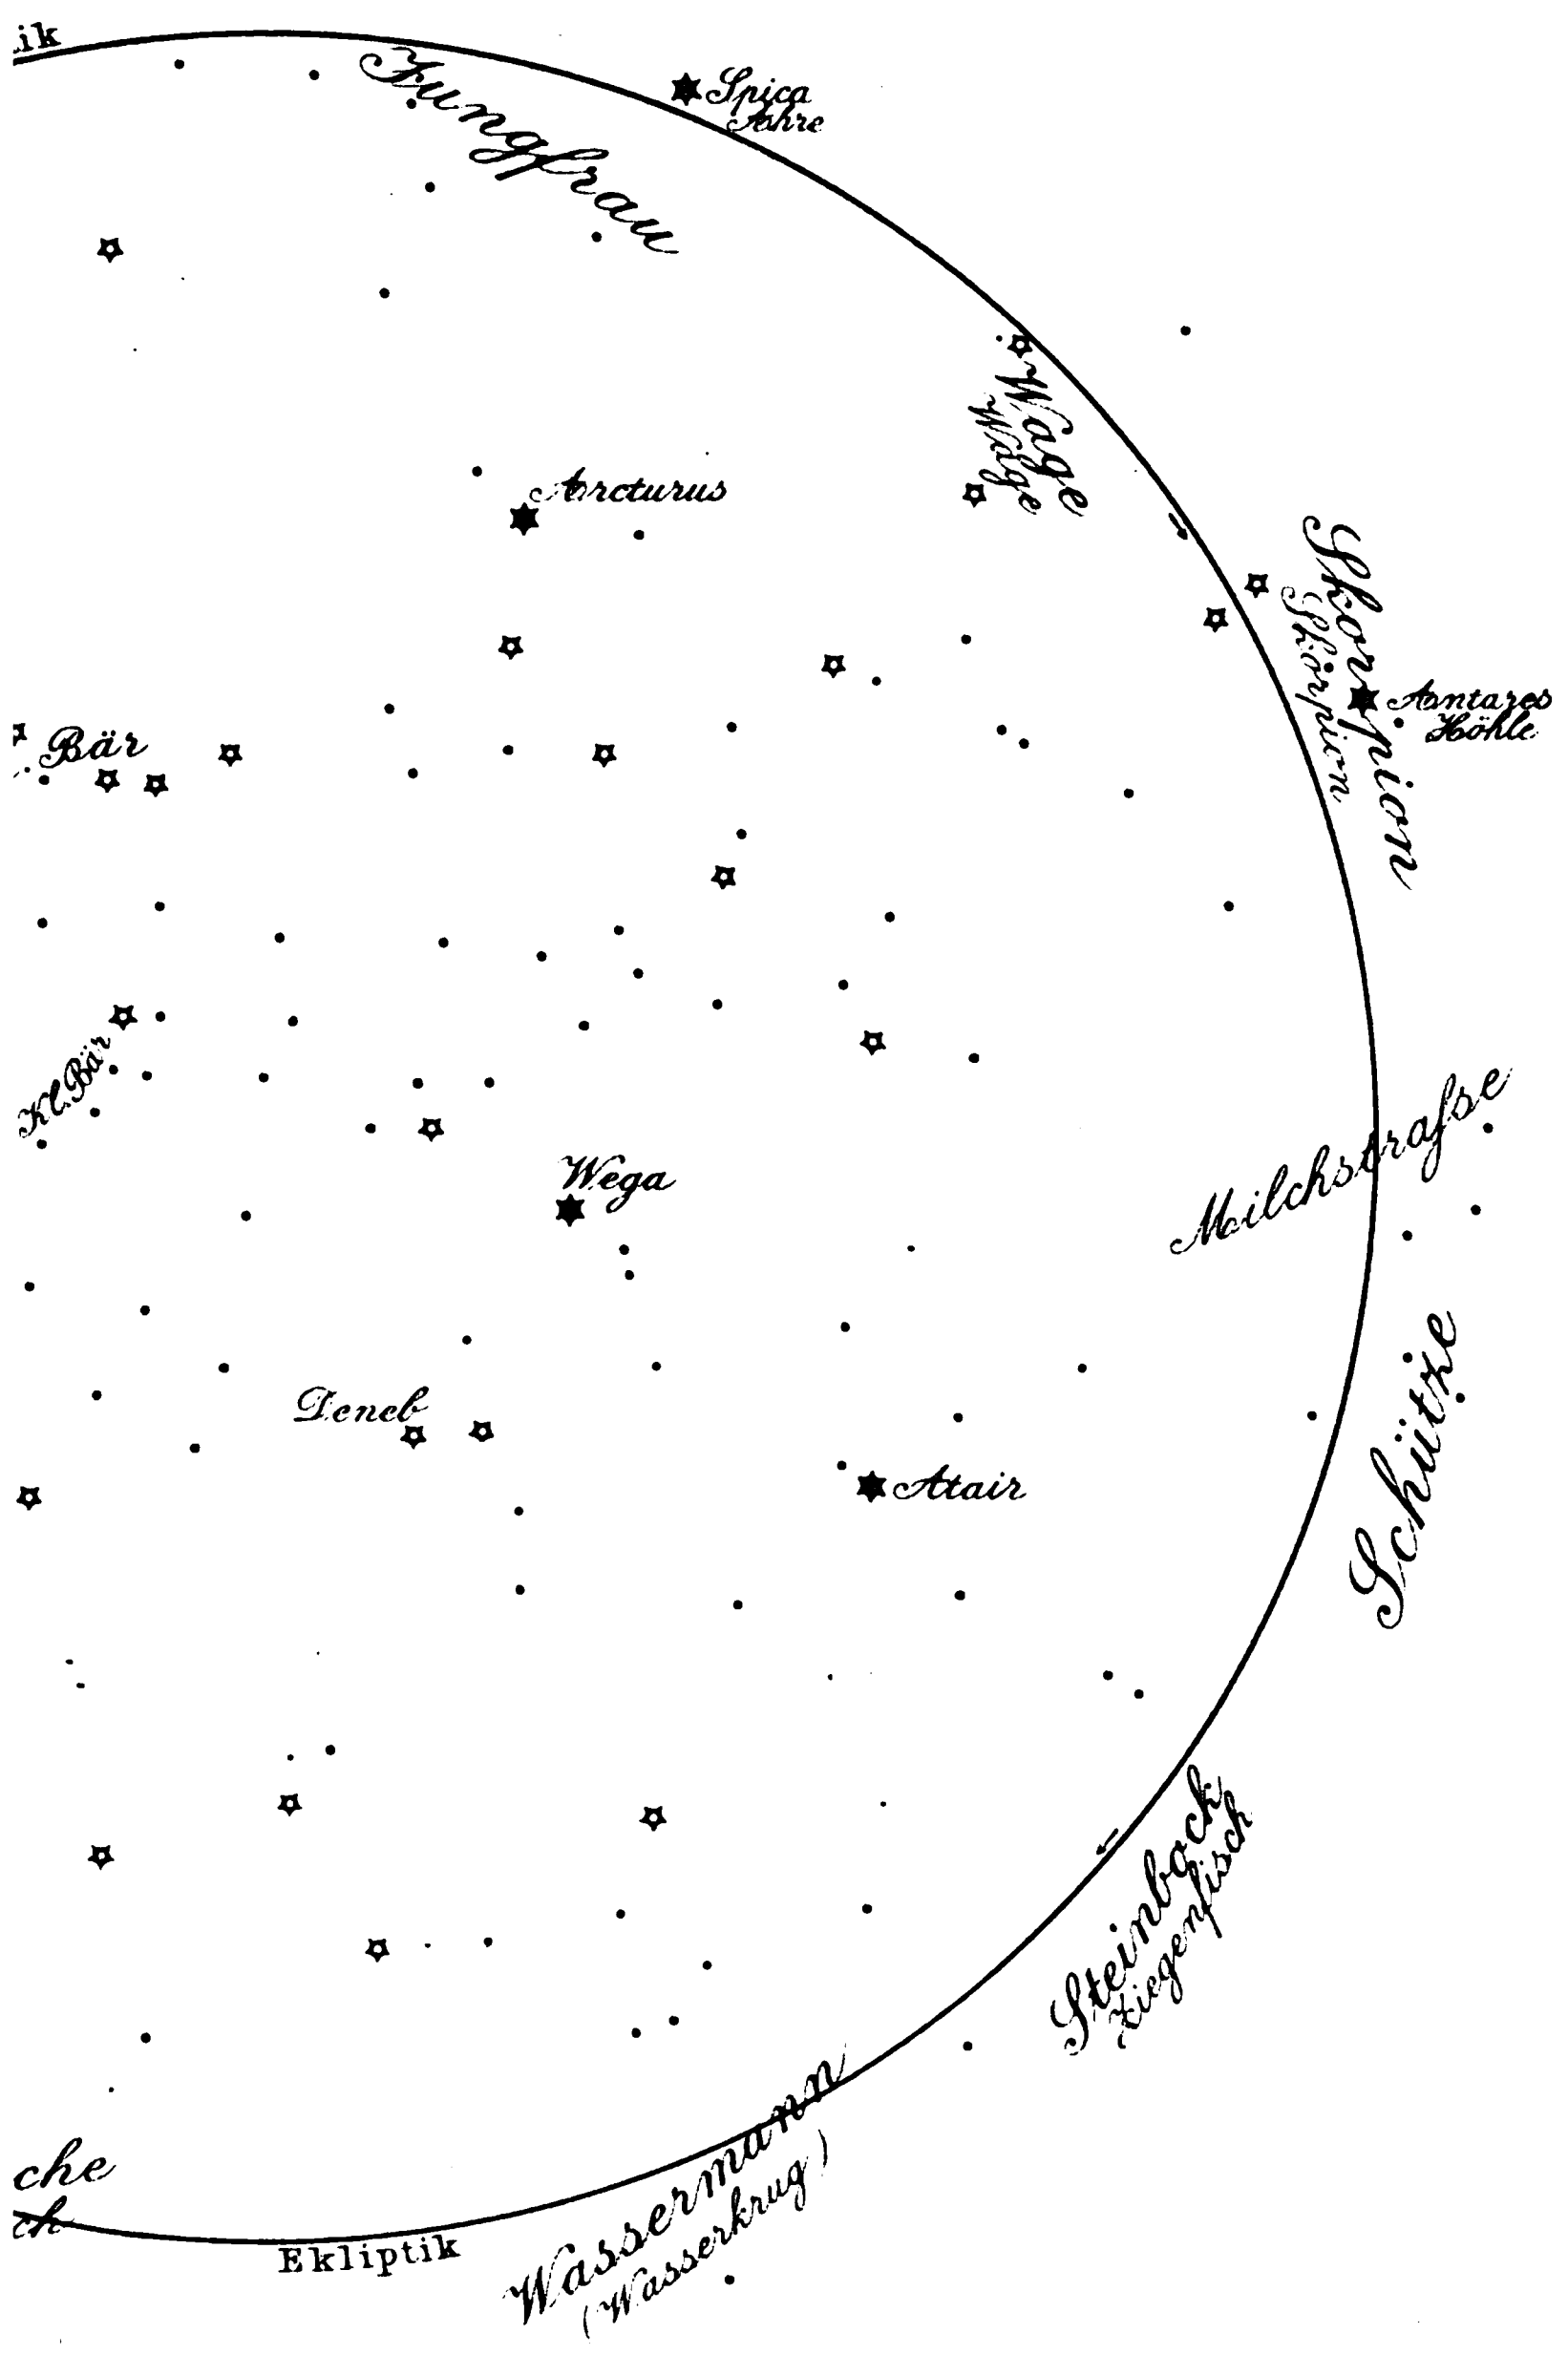 ik
Jungfrau
Spica
Ähre
Wage
Wage
Arcturus
Skorpion
Skorpion
Antares
Höhle
Bär
Kl. Bär
Milchstraſse
Wega
Schütze
Deneb
Atair
Steinbock
Ziegenfisch
Wassermann
(Wasserkrug)
che
ch
Ekliptik